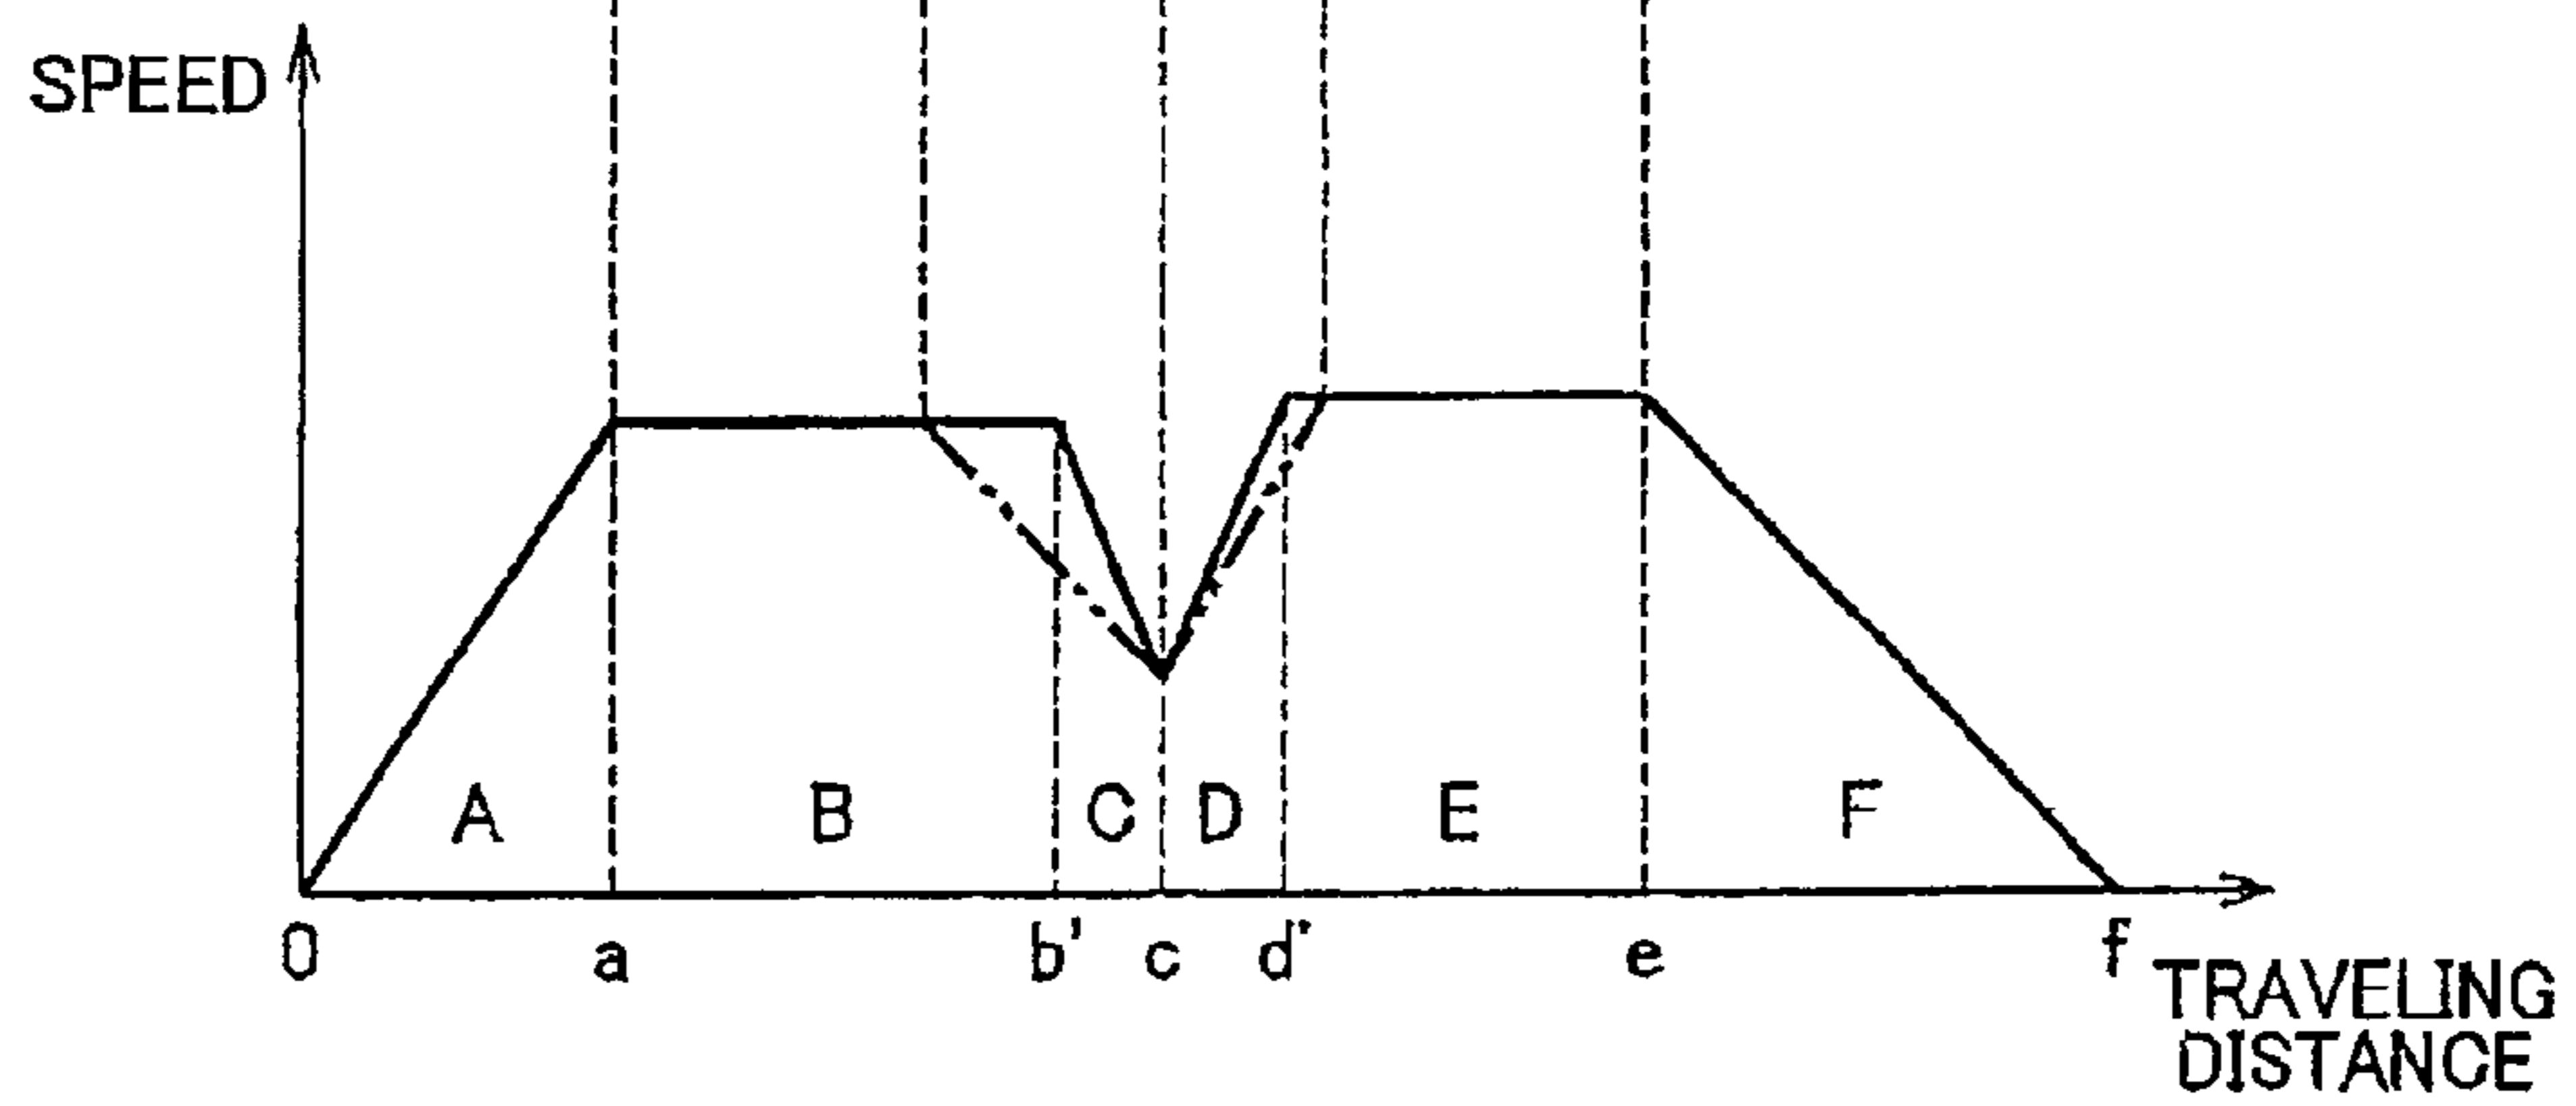 SPEED
A B C D E F
0 a b' c d' e f
TRAVELING
DISTANCE